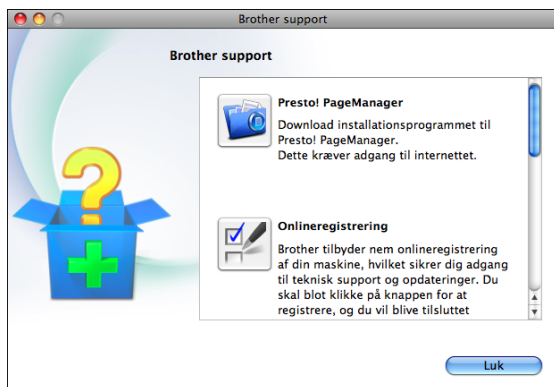 Brother support
Brother support
Presto! PageManager
Download installationsprogrammet til
Presto! PageManager.
Dette kræver adgang til internettet.
Onlineregistrering
Brother tilbyder nem onlineregistrering
af din maskine, hvilket sikrer dig adgang
til teknisk support og opdateringer. Du
skal blot klikke på knappen for at
registrere, og du vil blive tilsluttet
Luk